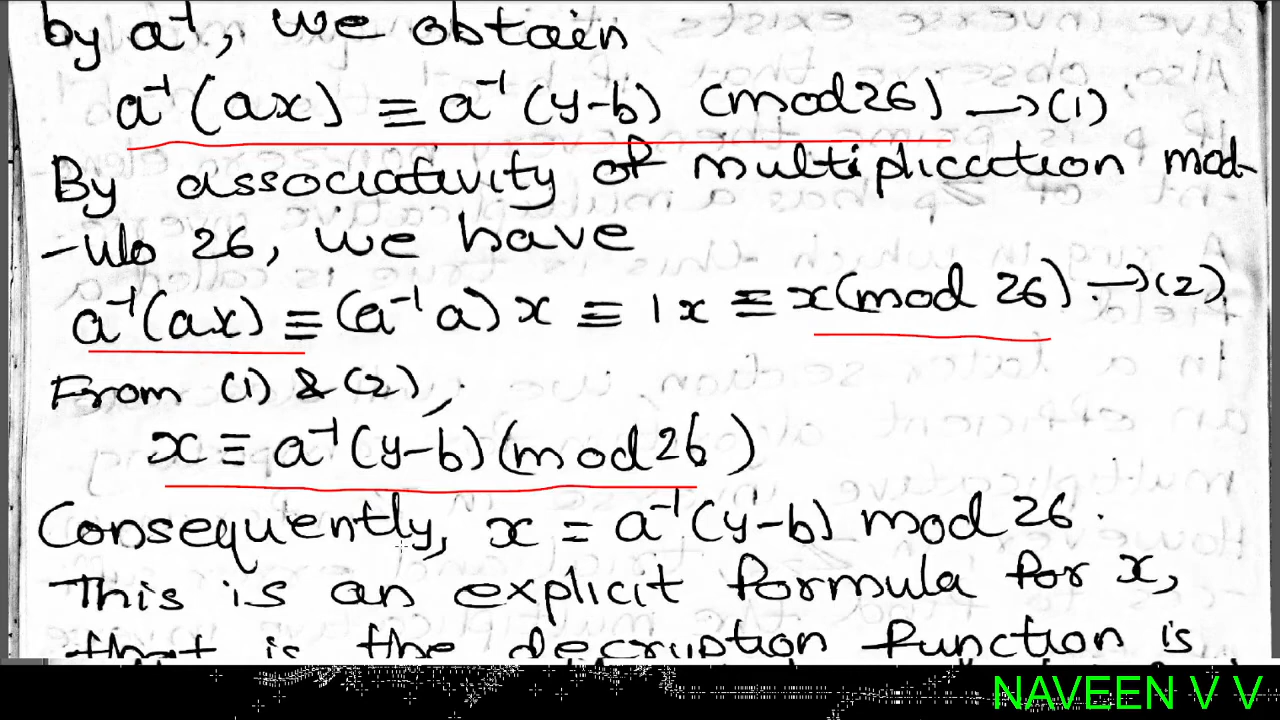 by a⁻¹, we obtain
a⁻¹(ax) ≡ a⁻¹(y-b) (mod 26) →(1)
By associativity of multiplication mod-
-ulo 26, we have
a⁻¹(ax) ≡ (a⁻¹a)x ≡ 1x ≡ x(mod 26) →(2)
From (1) & (2),
x ≡ a⁻¹(y-b)(mod 26)
Consequently, x = a⁻¹(y-b) mod 26.
This is an explicit formula for x,
that is the decruption function is
NAVEEN V V